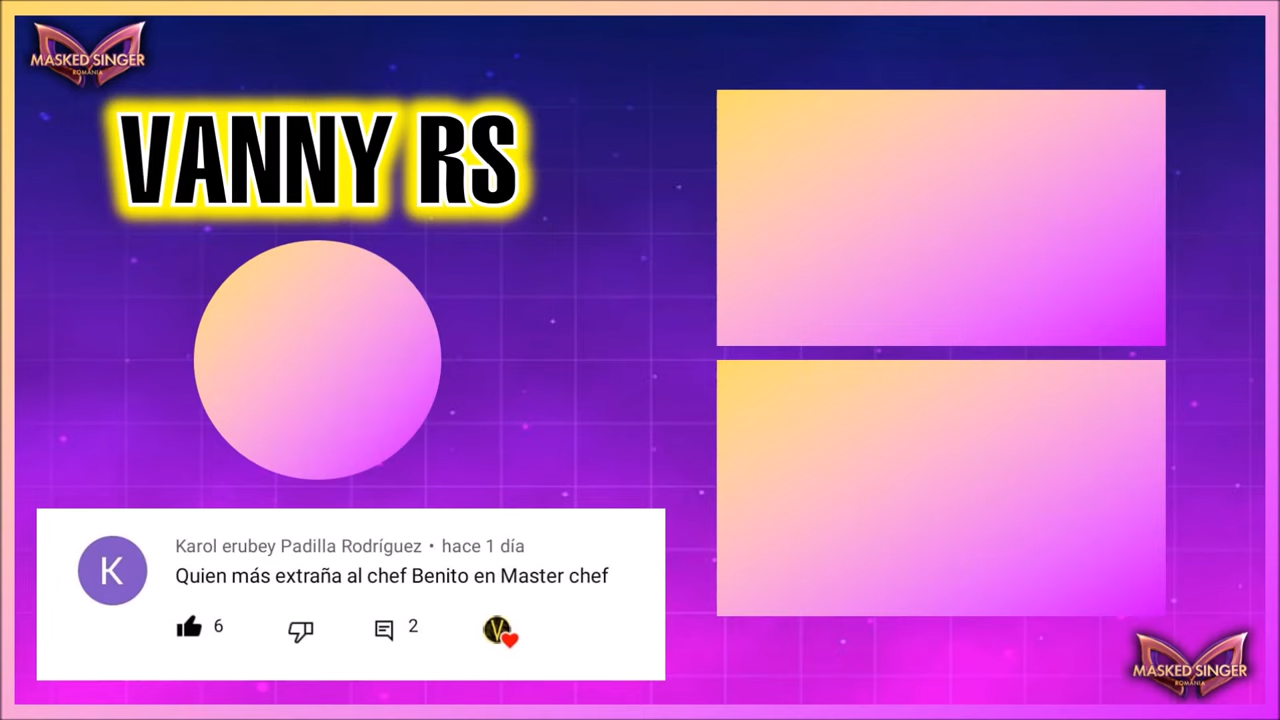 MASKED SINGER
ROMÂNIA
VANNY RS
K
Karol erubey Padilla Rodríguez • hace 1 día
Quien más extraña al chef Benito en Master chef
6
2
V
MASKED SINGER
ROMÂNIA